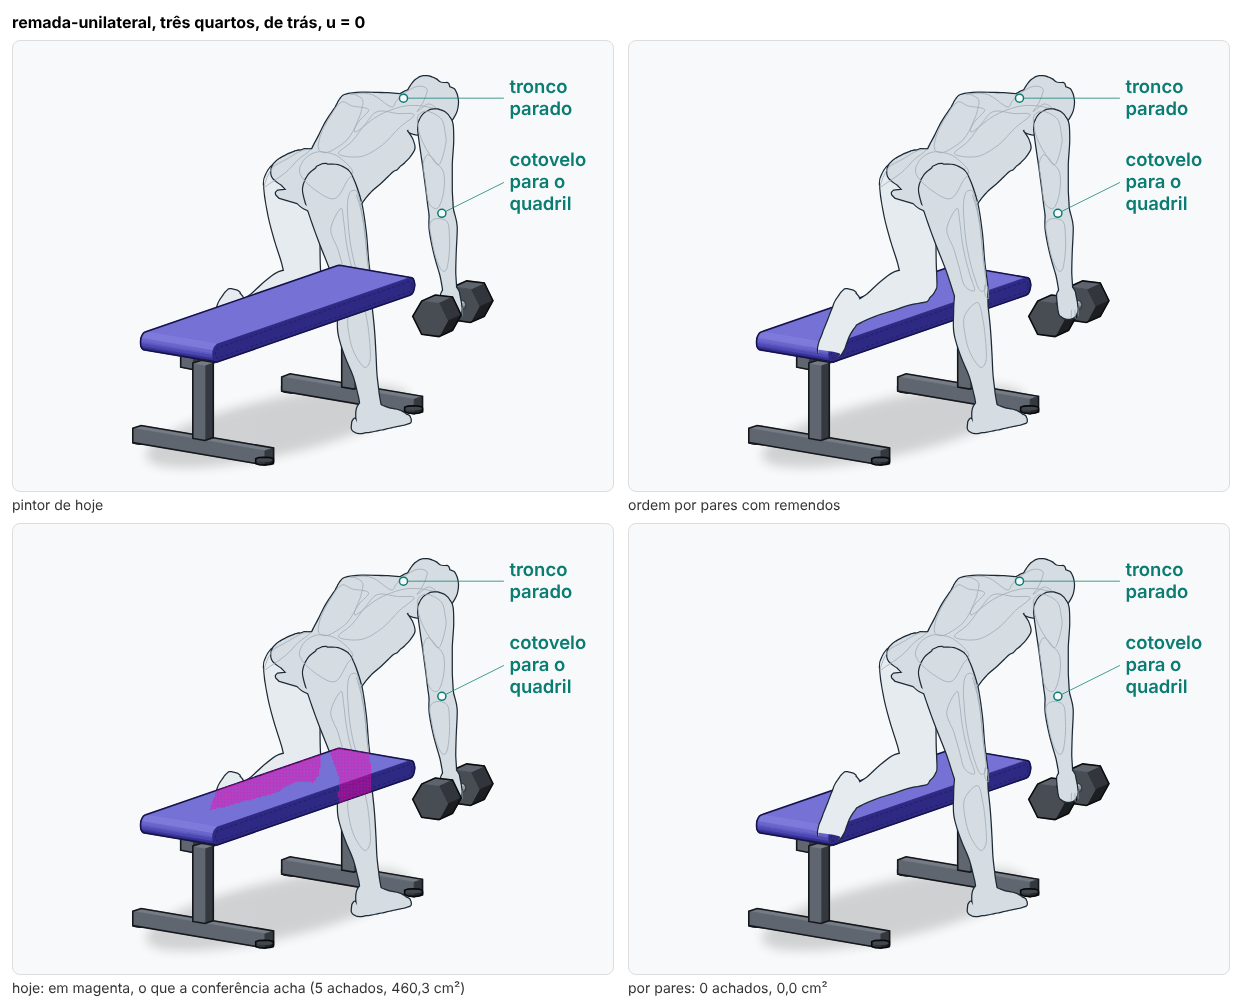 remada-unilateral, três quartos, de trás, u = 0
tronco
parado
cotovelo
para o
quadril
tronco
parado
cotovelo
para o
quadril
pintor de hoje
ordem por pares com remendos
tronco
parado
cotovelo
para o
quadril
tronco
parado
cotovelo
para o
quadril
hoje: em magenta, o que a conferência acha (5 achados, 460,3 cm²)
por pares: 0 achados, 0,0 cm²